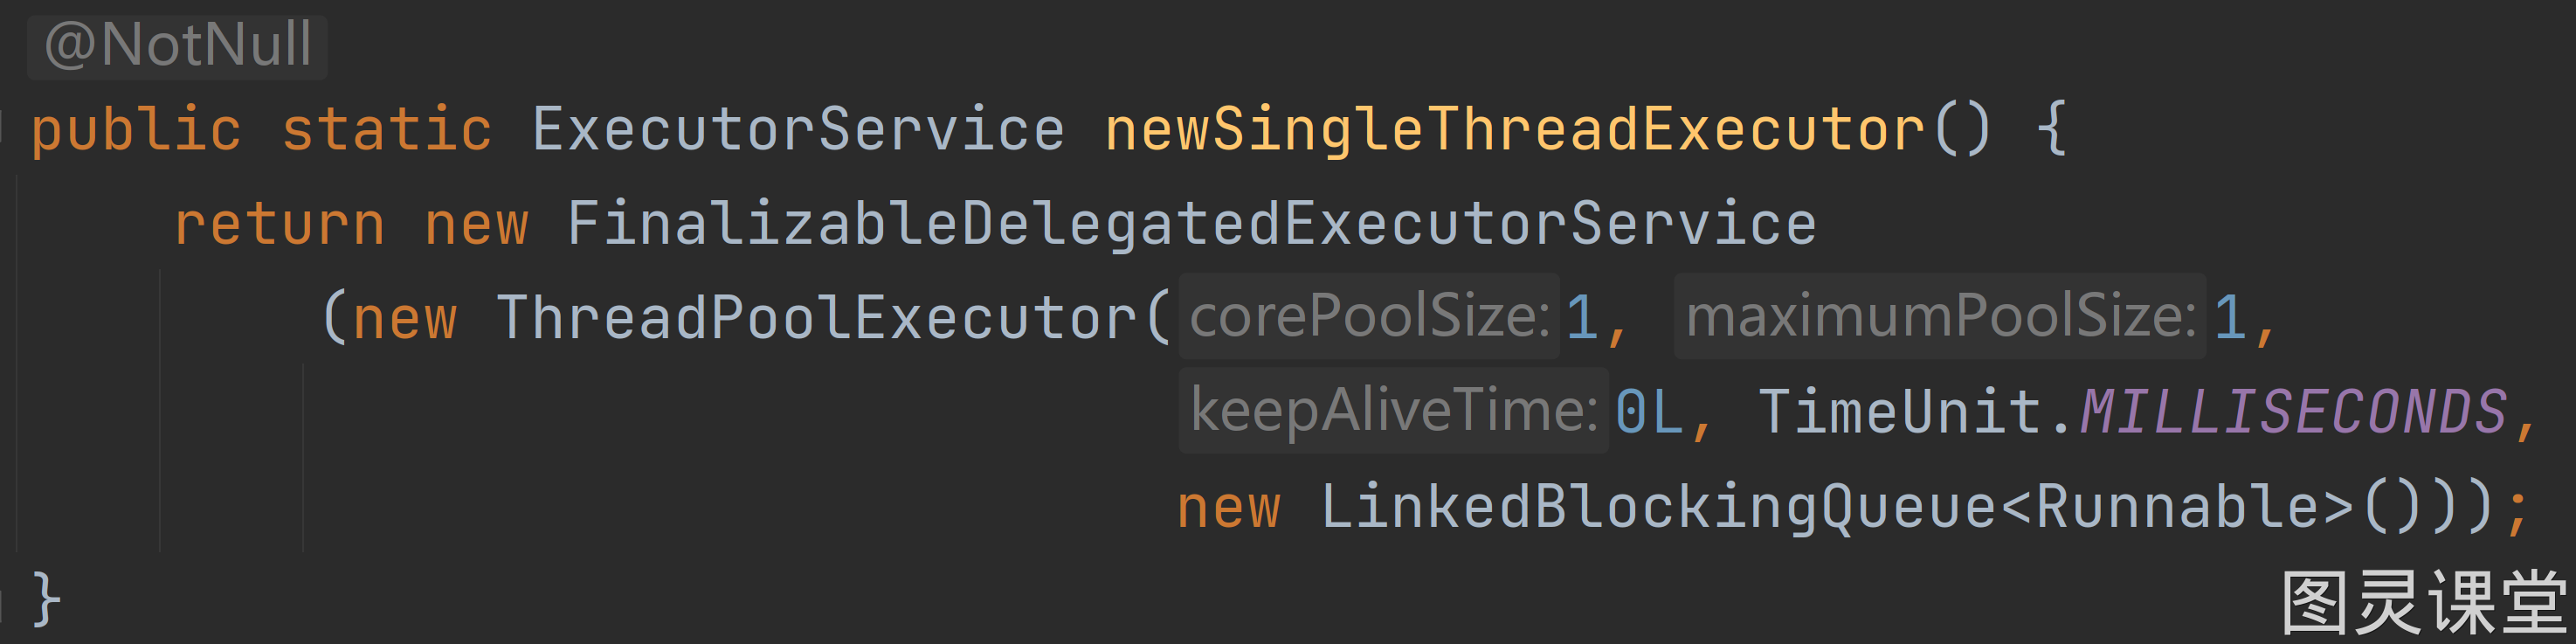 @NotNull
public static ExecutorService newSingleThreadExecutor() {
return new FinalizableDelegatedExecutorService
(new ThreadPoolExecutor( corePoolSize: 1, maximumPoolSize: 1,
keepAliveTime: 0L, TimeUnit.MILLISECONDS,
new LinkedBlockingQueue<Runnable>()));
}
图灵课堂